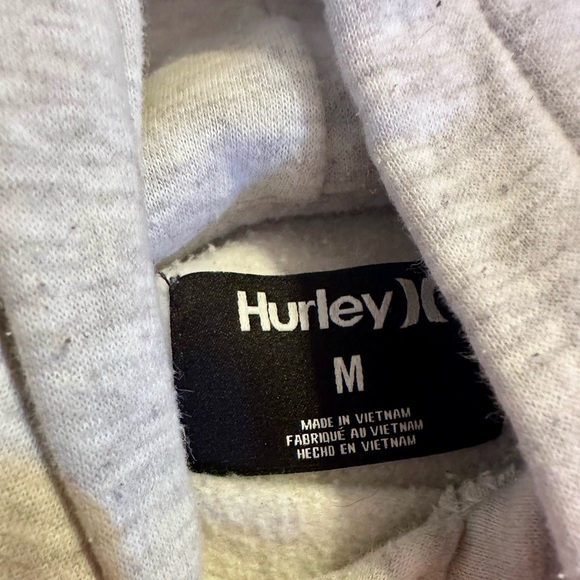 Hurley
M
MADE IN VIETNAM
FABRIQUÉ AU VIETNAM
HECHO EN VIETNAM